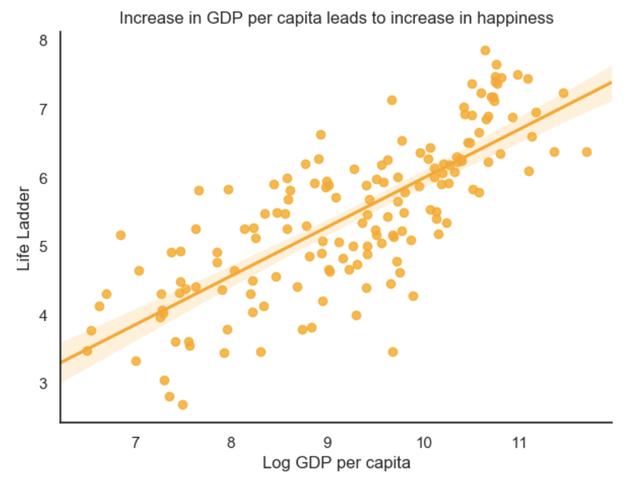 Increase in GDP per capita leads to increase in happiness
8
7
6
5
4
3
Life Ladder
7 8 9 10 11
Log GDP per capita